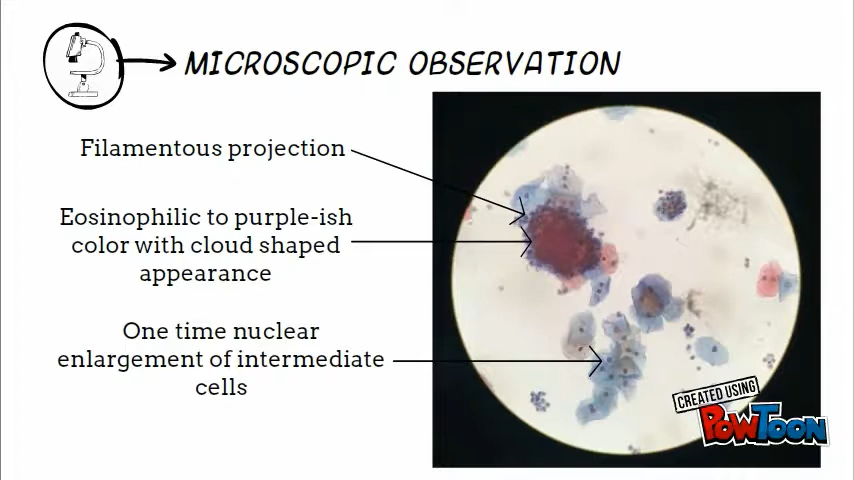 MICROSCOPIC OBSERVATION
Filamentous projection
Eosinophilic to purple-ish
color with cloud shaped
appearance
One time nuclear
enlargement of intermediate
cells
CREATED USING
POWTOON